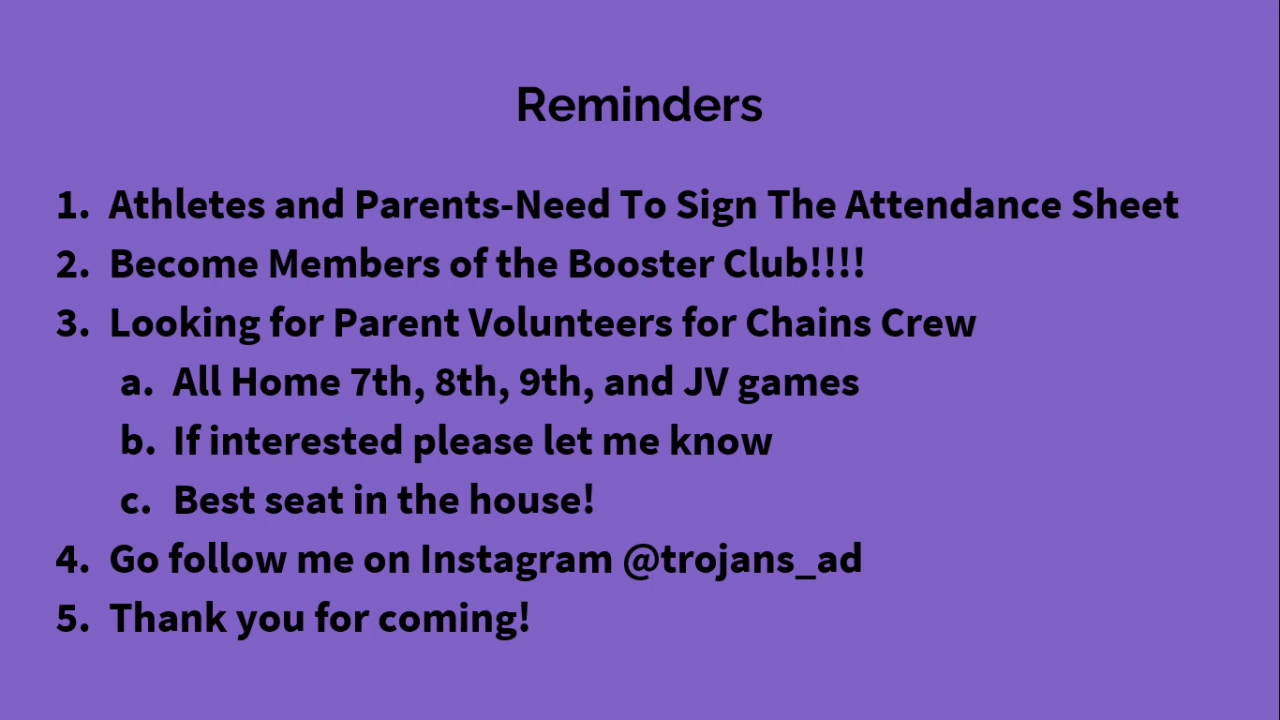 Reminders
1. Athletes and Parents-Need To Sign The Attendance Sheet
2. Become Members of the Booster Club!!!!
3. Looking for Parent Volunteers for Chains Crew
a. All Home 7th, 8th, 9th, and JV games
b. If interested please let me know
c. Best seat in the house!
4. Go follow me on Instagram @trojans_ad
5. Thank you for coming!